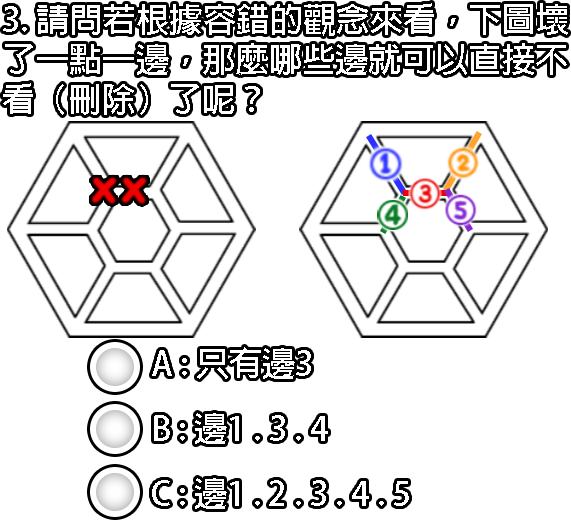 3.請問若根據容錯的觀念來看，下圖壞
了一點一邊，那麼哪些邊就可以直接不
看（刪除）了呢？
① ②
③
④ ⑤
A:只有邊3
B:邊1.3.4
C:邊1.2.3.4.5